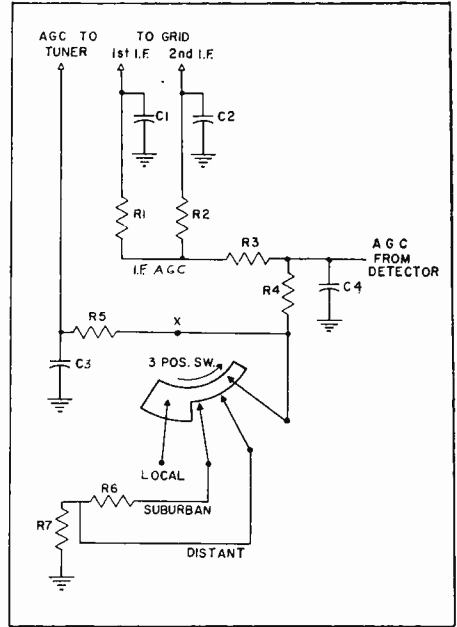 AGC TO TUNER
TO GRID
1st I.F. 2nd I.F.
C1
C2
R1
R2
R3
I.F. AGC
AGC FROM DETECTOR
R4
C4
R5
X
C3
3 POS. SW.
LOCAL
R6
SUBURBAN
R7
DISTANT